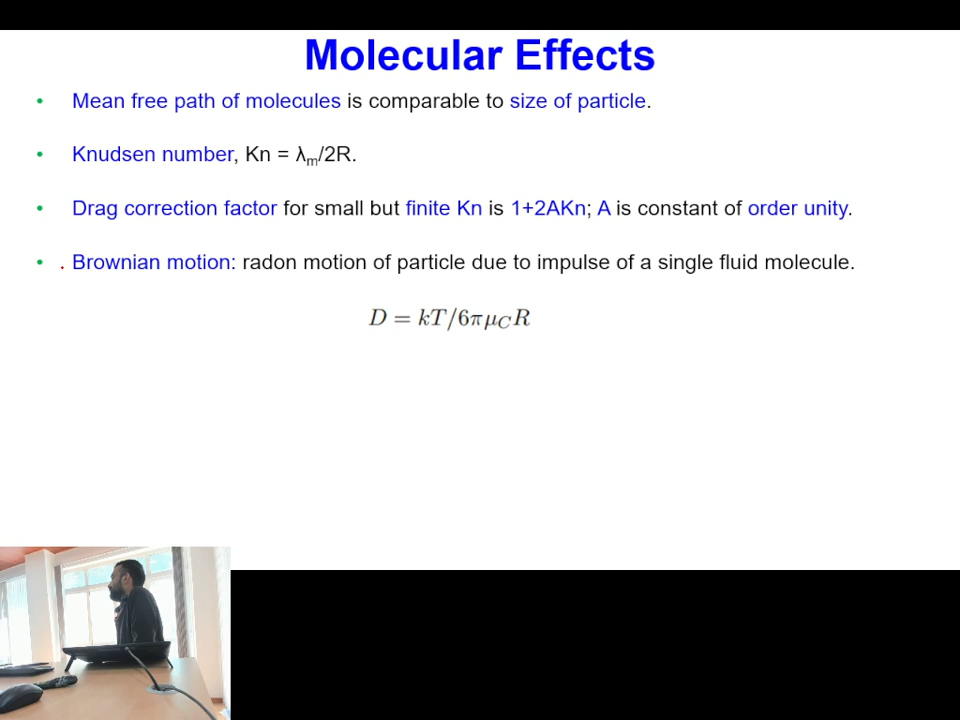 Molecular Effects
• Mean free path of molecules is comparable to size of particle.
• Knudsen number, Kn = λm/2R.
• Drag correction factor for small but finite Kn is 1+2AKn; A is constant of order unity.
• Brownian motion: radon motion of particle due to impulse of a single fluid molecule.
D = kT/6πμCR